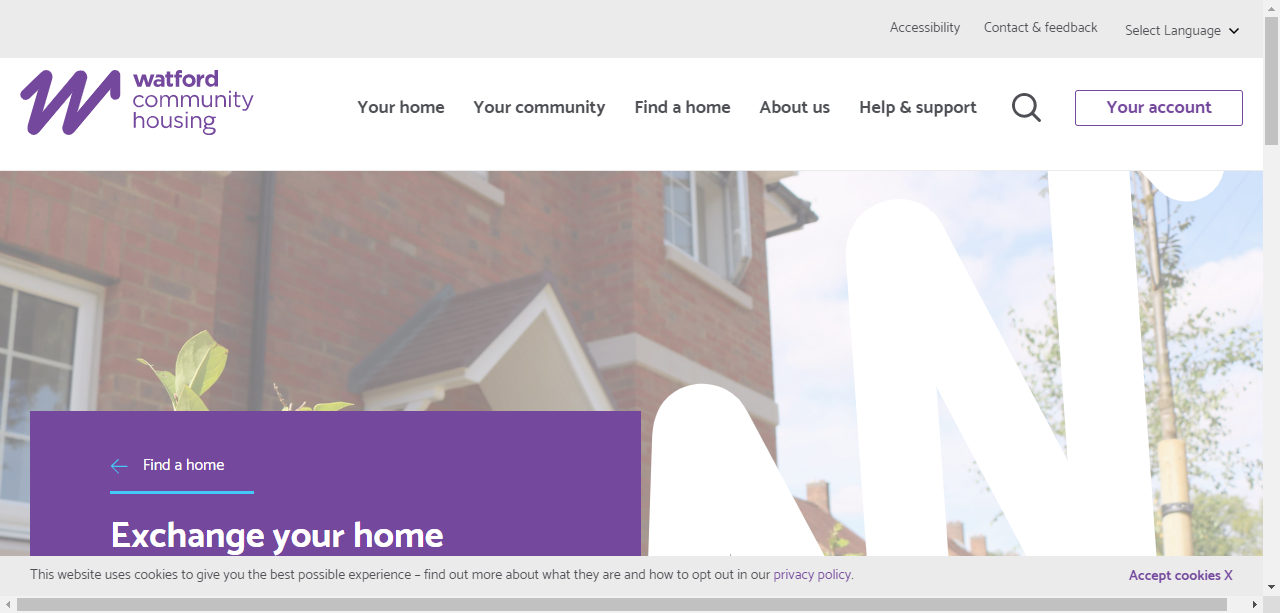 Accessibility
Contact & feedback
Select Language
watford
community
housing
Your home
Your community
Find a home
About us
Help & support
Your account
Find a home
Exchange your home
This website uses cookies to give you the best possible experience – find out more about what they are and how to opt out in our privacy policy.
Accept cookies X